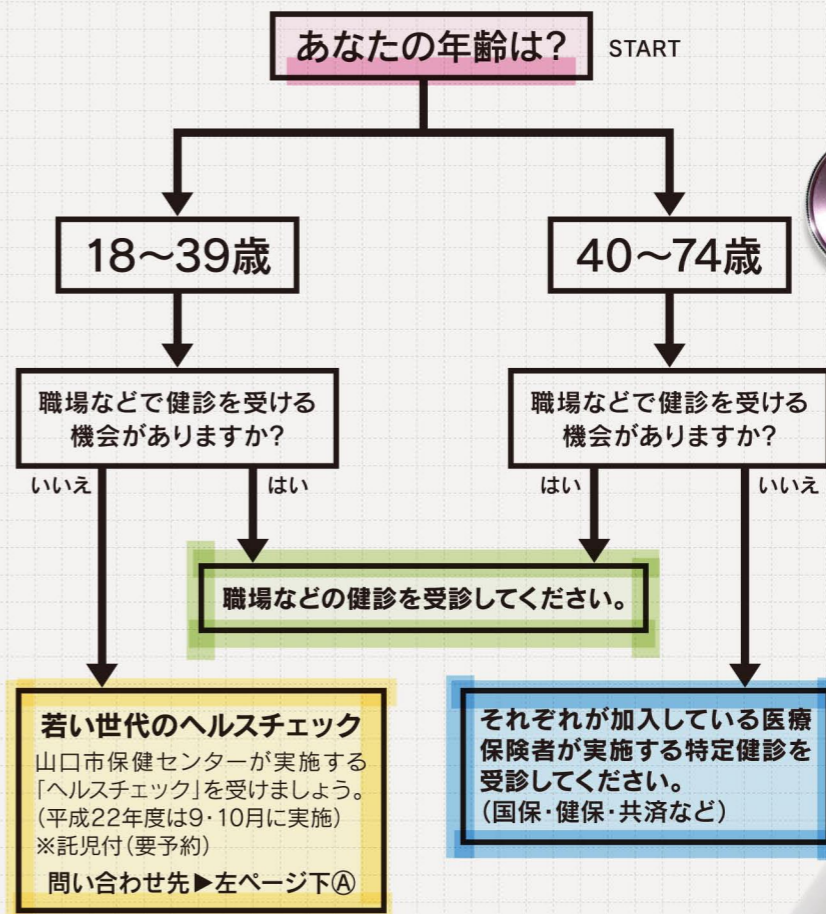 あなたの年齢は?
START
18〜39歳
40〜74歳
職場などで健診を受ける
機会がありますか?
職場などで健診を受ける
機会がありますか?
いいえ
はい
はい
いいえ
職場などの健診を受診してください。
若い世代のヘルスチェック
山口市保健センターが実施する
「ヘルスチェック」を受けましょう。
(平成22年度は9・10月に実施)
※託児付(要予約)
問い合わせ先▶左ページ下Ⓐ
それぞれが加入している医療
保険者が実施する特定健診を
受診してください。
(国保・健保・共済など)